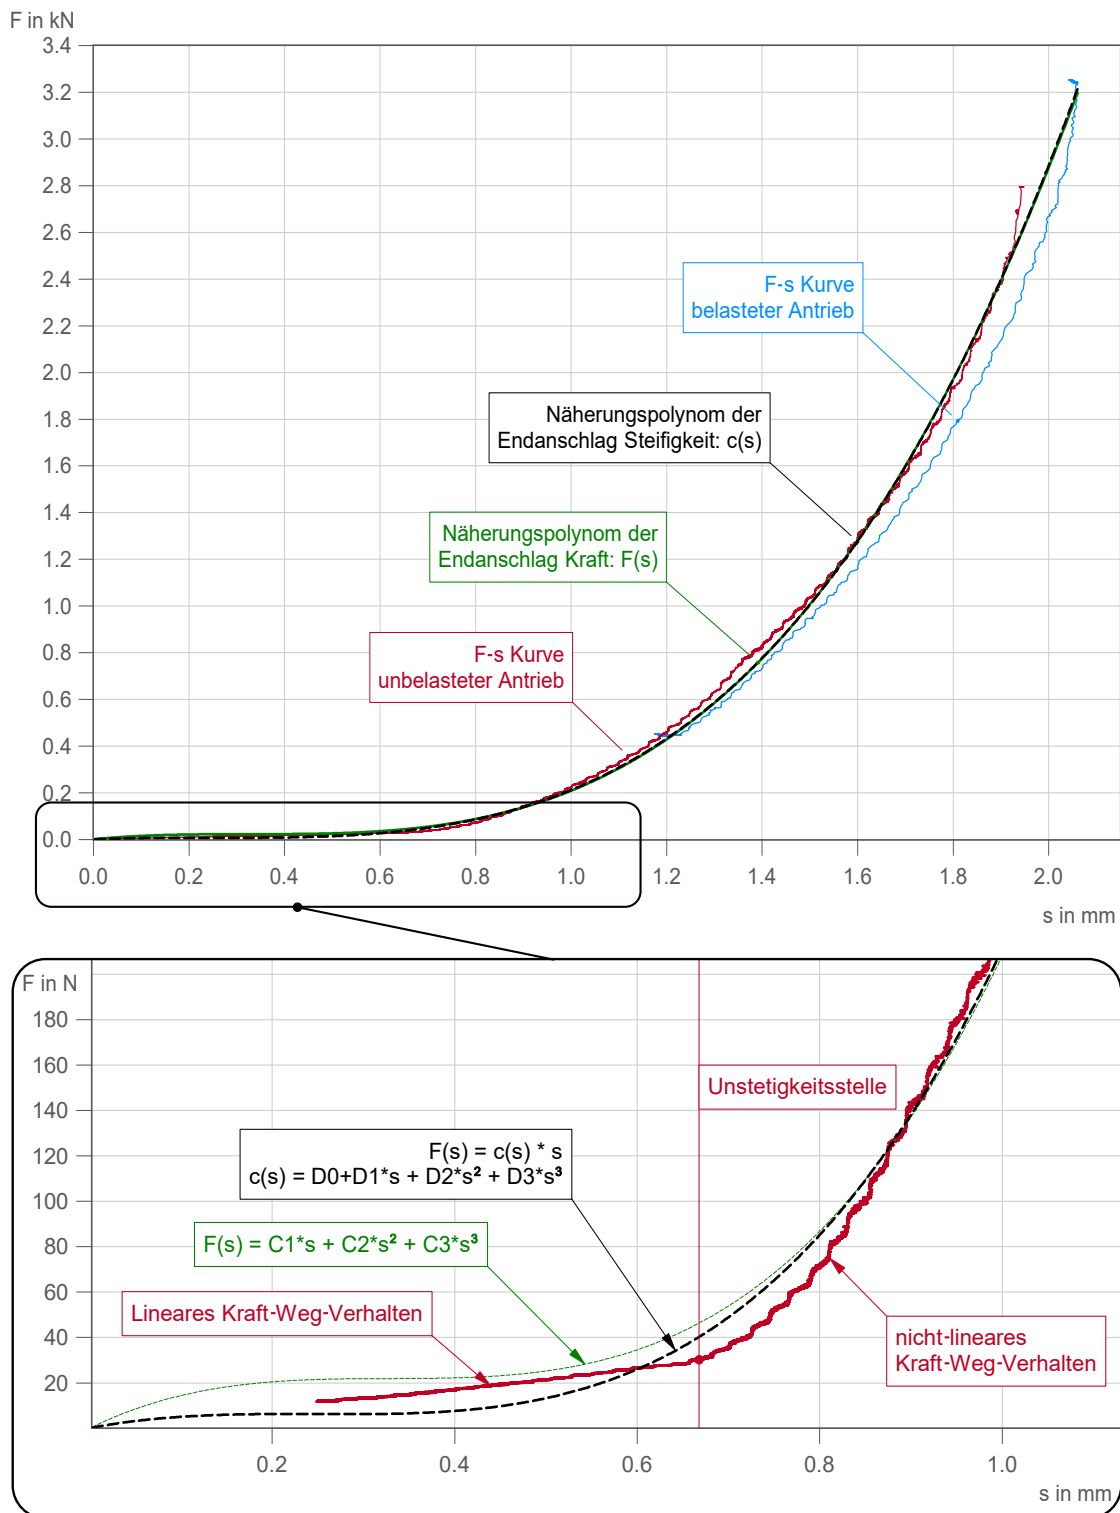 F in kN
3.4
3.2
3.0
2.8
2.6
2.4
2.2
2.0
1.8
1.6
1.4
1.2
1.0
0.8
0.6
0.4
0.2
0.0
F-s Kurve
belasteter Antrieb
Näherungspolynom der
Endanschlag Steifigkeit: c(s)
Näherungspolynom der
Endanschlag Kraft: F(s)
F-s Kurve
unbelasteter Antrieb
0.0 0.2 0.4 0.6 0.8 1.0 1.2 1.4 1.6 1.8 2.0
s in mm
F in N
180
160
140
120
100
80
60
40
20
Unstetigkeitsstelle
F(s) = c(s) * s
c(s) = D0+D1*s + D2*s² + D3*s³
F(s) = C1*s + C2*s² + C3*s³
Lineares Kraft-Weg-Verhalten
nicht-lineares
Kraft-Weg-Verhalten
0.2 0.4 0.6 0.8 1.0
s in mm